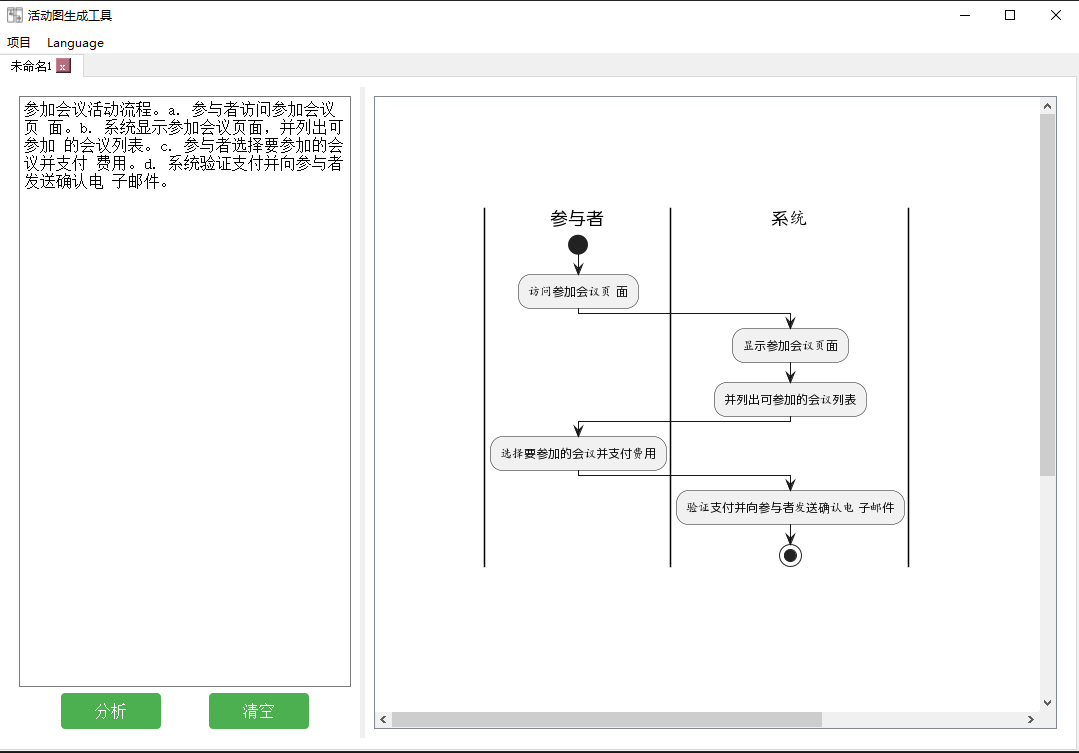 活动图生成工具
项目 Language
未命名1 x
参加会议活动流程。a. 参与者访问参加会议
页 面。b. 系统显示参加会议页面，并列出可
参加 的会议列表。c. 参与者选择要参加的会
议并支付 费用。d. 系统验证支付并向参与者
发送确认电 子邮件。
参与者 系统
访问参加会议页 面
显示参加会议页面
并列出可参加的会议列表
选择要参加的会议并支付费用
验证支付并向参与者发送确认电 子邮件
分析 清空